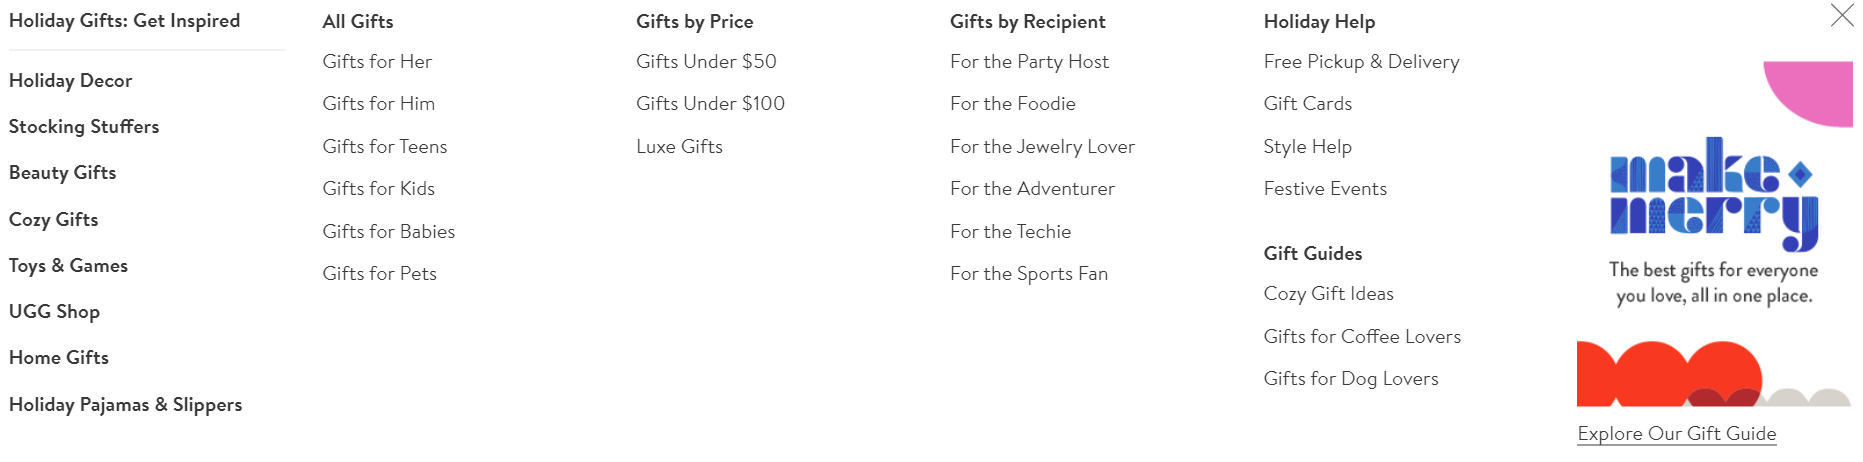 Holiday Gifts: Get Inspired
Holiday Decor
Stocking Stuffers
Beauty Gifts
Cozy Gifts
Toys & Games
UGG Shop
Home Gifts
Holiday Pajamas & Slippers
All Gifts
Gifts for Her
Gifts for Him
Gifts for Teens
Gifts for Kids
Gifts for Babies
Gifts for Pets
Gifts by Price
Gifts Under $50
Gifts Under $100
Luxe Gifts
Gifts by Recipient
For the Party Host
For the Foodie
For the Jewelry Lover
For the Adventurer
For the Techie
For the Sports Fan
Holiday Help
Free Pickup & Delivery
Gift Cards
Style Help
Festive Events
Gift Guides
Cozy Gift Ideas
Gifts for Coffee Lovers
Gifts for Dog Lovers
make
merry
The best gifts for everyone
you love, all in one place.
Explore Our Gift Guide